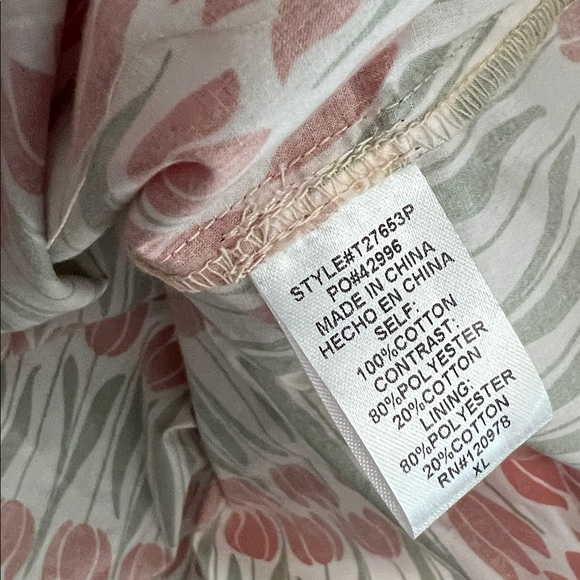 STYLE#T27653P
PO#42996
MADE IN CHINA
HECHO EN CHINA
SELF:
100%COTTON
CONTRAST:
80%POLYESTER
20%COTTON
LINING:
80%POLYESTER
20%COTTON
RN#120978
XL